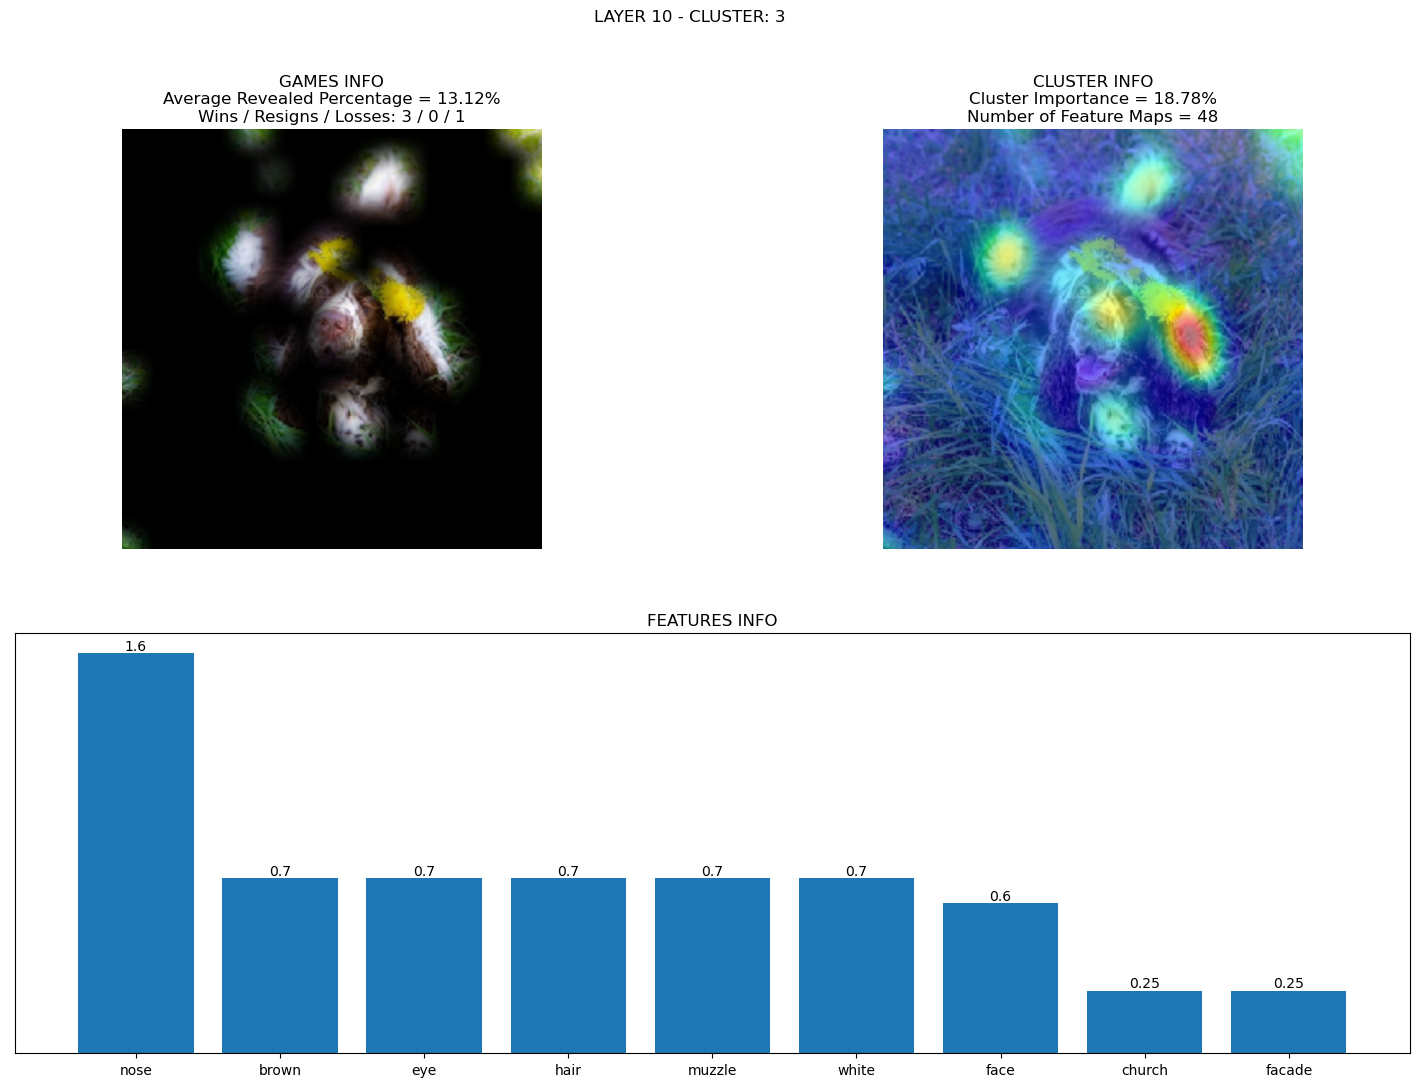 LAYER 10 - CLUSTER: 3
GAMES INFO
Average Revealed Percentage = 13.12%
Wins / Resigns / Losses: 3 / 0 / 1
CLUSTER INFO
Cluster Importance = 18.78%
Number of Feature Maps = 48
FEATURES INFO
1.6
0.7
0.7
0.7
0.7
0.7
0.6
0.25
0.25
nose
brown
eye
hair
muzzle
white
face
church
facade